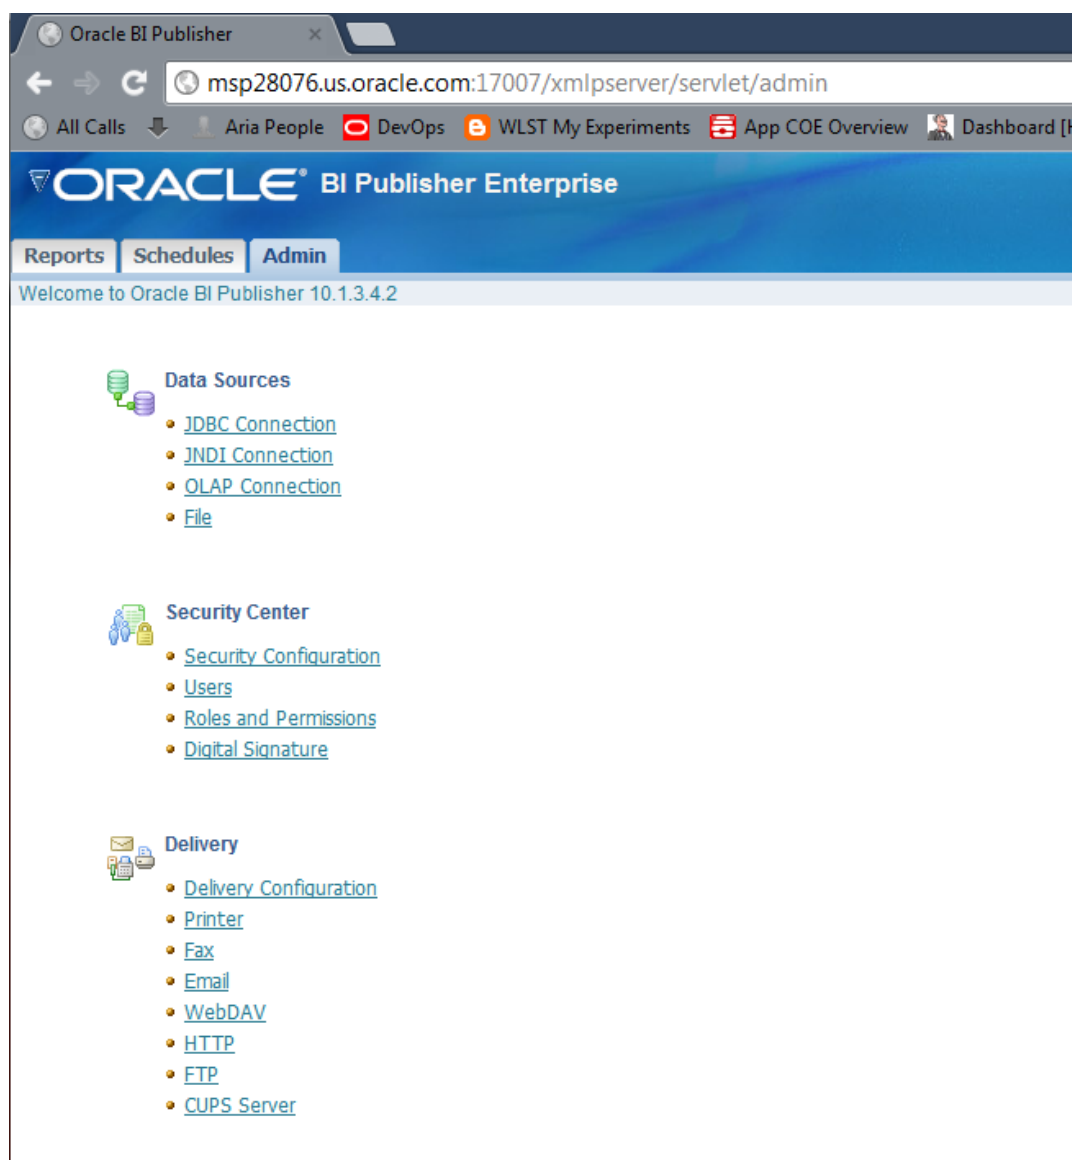 Oracle BI Publisher
msp28076.us.oracle.com:17007/xmlpserver/servlet/admin
All Calls Aria People DevOps WLST My Experiments App COE Overview Dashboard [H
ORACLE® BI Publisher Enterprise
Reports Schedules Admin
Welcome to Oracle BI Publisher 10.1.3.4.2
Data Sources
JDBC Connection
JNDI Connection
OLAP Connection
File
Security Center
Security Configuration
Users
Roles and Permissions
Digital Signature
Delivery
Delivery Configuration
Printer
Fax
Email
WebDAV
HTTP
FTP
CUPS Server